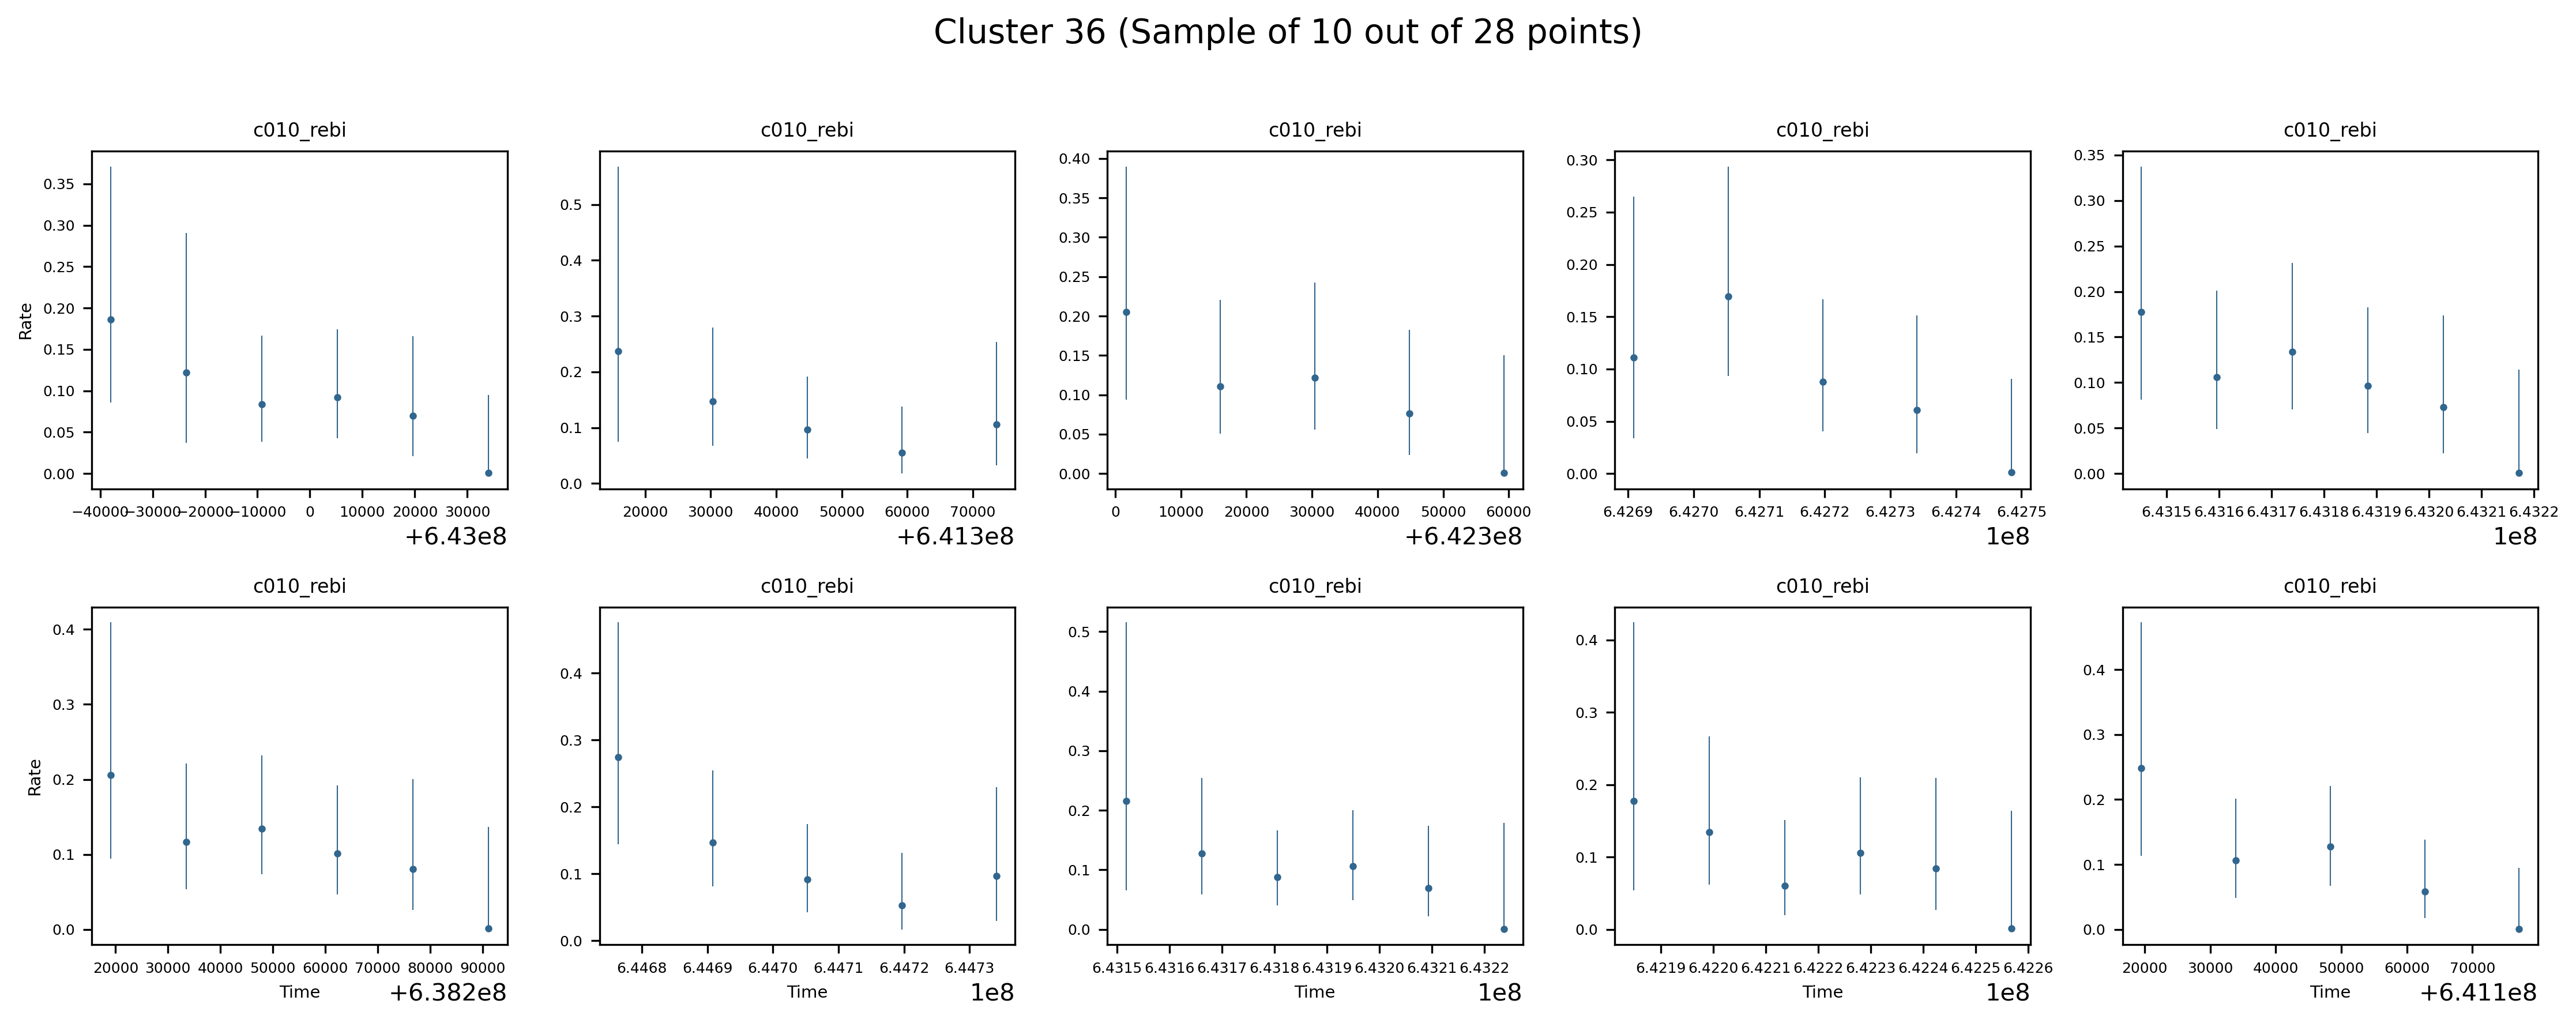 Cluster 36 (Sample of 10 out of 28 points)
c010_rebi c010_rebi c010_rebi c010_rebi c010_rebi
Rate
0.35
0.30
0.25
0.20
0.15
0.10
0.05
0.00
−40000 −30000 −20000 −10000 0 10000 20000 30000
+6.43e8
0.5
0.4
0.3
0.2
0.1
0.0
20000 30000 40000 50000 60000 70000
+6.413e8
0.40
0.35
0.30
0.25
0.20
0.15
0.10
0.05
0.00
0 10000 20000 30000 40000 50000 60000
+6.423e8
0.30
0.25
0.20
0.15
0.10
0.05
0.00
6.4269 6.4270 6.4271 6.4272 6.4273 6.4274 6.4275
1e8
0.35
0.30
0.25
0.20
0.15
0.10
0.05
0.00
6.4315 6.4316 6.4317 6.4318 6.4319 6.4320 6.4321 6.4322
1e8
c010_rebi c010_rebi c010_rebi c010_rebi c010_rebi
Rate
0.4
0.3
0.2
0.1
0.0
20000 30000 40000 50000 60000 70000 80000 90000
Time +6.382e8
0.4
0.3
0.2
0.1
0.0
6.4468 6.4469 6.4470 6.4471 6.4472 6.4473
Time 1e8
0.5
0.4
0.3
0.2
0.1
0.0
6.4315 6.4316 6.4317 6.4318 6.4319 6.4320 6.4321 6.4322
Time 1e8
0.4
0.3
0.2
0.1
0.0
6.4219 6.4220 6.4221 6.4222 6.4223 6.4224 6.4225 6.4226
Time 1e8
0.4
0.3
0.2
0.1
0.0
20000 30000 40000 50000 60000 70000
Time +6.411e8